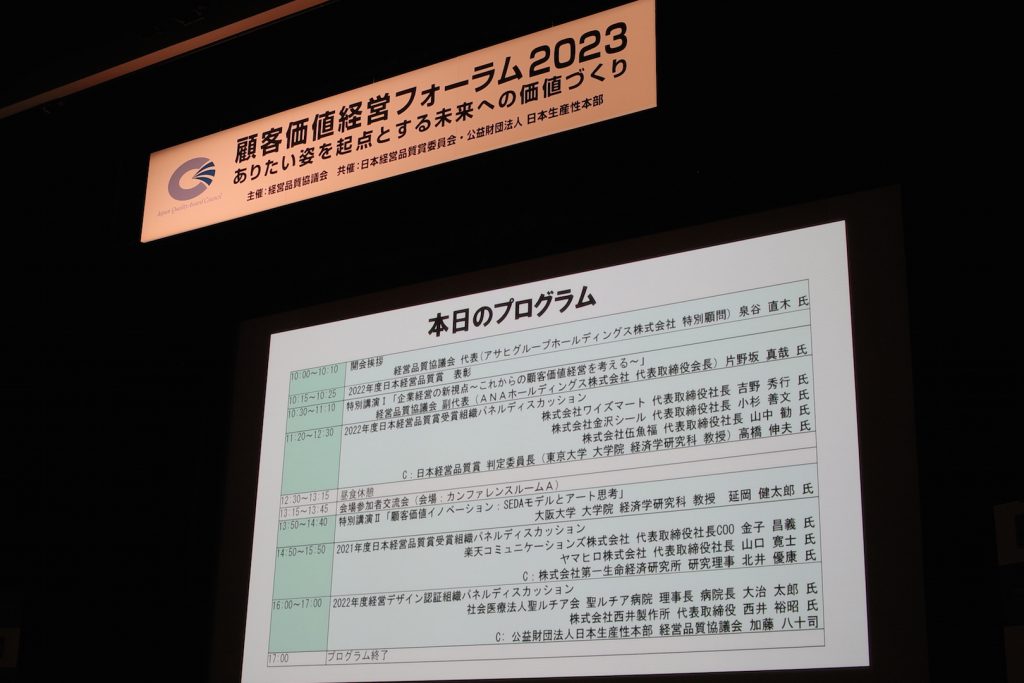 顧客価値経営フォーラム2023
ありたい姿を起点とする未来への価値づくり
主催：経営品質協議会 共催：日本経営品質賞委員会・公益財団法人 日本生産性本部
Japan Quality Award Council
本日のプログラム
10:00～10:10 開会挨拶
経営品質協議会 代表（アサヒグループホールディングス株式会社 特別顧問）泉谷 直木 氏
10:15～10:25 2022年度日本経営品質賞 表彰
10:30～11:10 特別講演Ⅰ「企業経営の新視点～これからの顧客価値経営を考える～」
経営品質協議会 副代表（ＡＮＡホールディングス株式会社 代表取締役会長）片野坂 真哉 氏
11:20～12:30 2022年度日本経営品質賞受賞組織パネルディスカッション
株式会社ワイズマート 代表取締役社長 吉野 秀行 氏
株式会社金沢シール 代表取締役社長 小杉 善文 氏
株式会社伍魚福 代表取締役社長 山中 勧 氏
C：日本経営品質賞 判定委員長（東京大学 大学院 経済学研究科 教授）高橋 伸夫 氏
12:30～13:15 昼食休憩
13:15～13:45 会場参加者交流会（会場：カンファレンスルームＡ）
13:50～14:40 特別講演Ⅱ「顧客価値イノベーション：SEDAモデルとアート思考」
大阪大学 大学院 経済学研究科 教授 延岡 健太郎 氏
14:50～15:50 2021年度日本経営品質賞受賞組織パネルディスカッション
楽天コミュニケーションズ株式会社 代表取締役社長COO 金子 昌義 氏
ヤマヒロ株式会社 代表取締役社長 山口 寛士 氏
C：株式会社第一生命経済研究所 研究理事 北井 優康 氏
16:00～17:00 2022年度経営デザイン認証組織パネルディスカッション
社会医療法人聖ルチア会 聖ルチア病院 理事長 病院長 大治 太郎 氏
株式会社西井製作所 代表取締役 西井 裕昭 氏
C: 公益財団法人日本生産性本部 経営品質協議会 加藤 八十司
17:00 プログラム終了